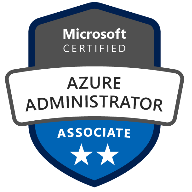 Microsoft
CERTIFIED
AZURE
ADMINISTRATOR
ASSOCIATE